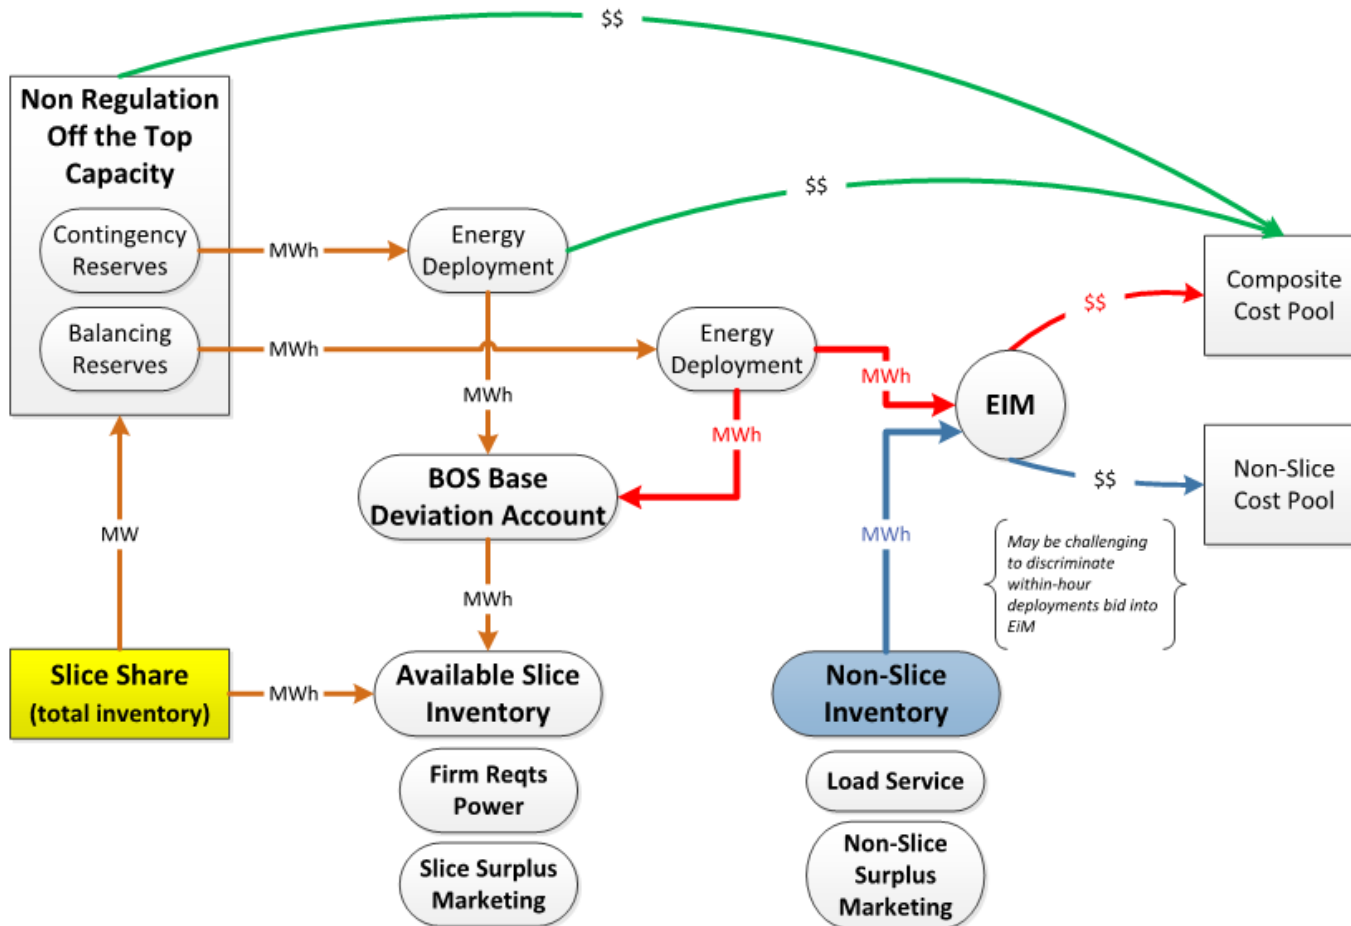 $$
Non Regulation
Off the Top
Capacity
$$
Contingency
Reserves
MWh
Energy
Deployment
Composite
Cost Pool
$$
Balancing
Reserves
MWh
Energy
Deployment
MWh
EIM
MWh
MWh
BOS Base
Deviation Account
$$
Non-Slice
Cost Pool
MW
MWh
May be challenging
to discriminate
within-hour
deployments bid into
EiM
MWh
Slice Share
(total inventory)
MWh
Available Slice
Inventory
Non-Slice
Inventory
Firm Reqts
Power
Load Service
Slice Surplus
Marketing
Non-Slice
Surplus
Marketing